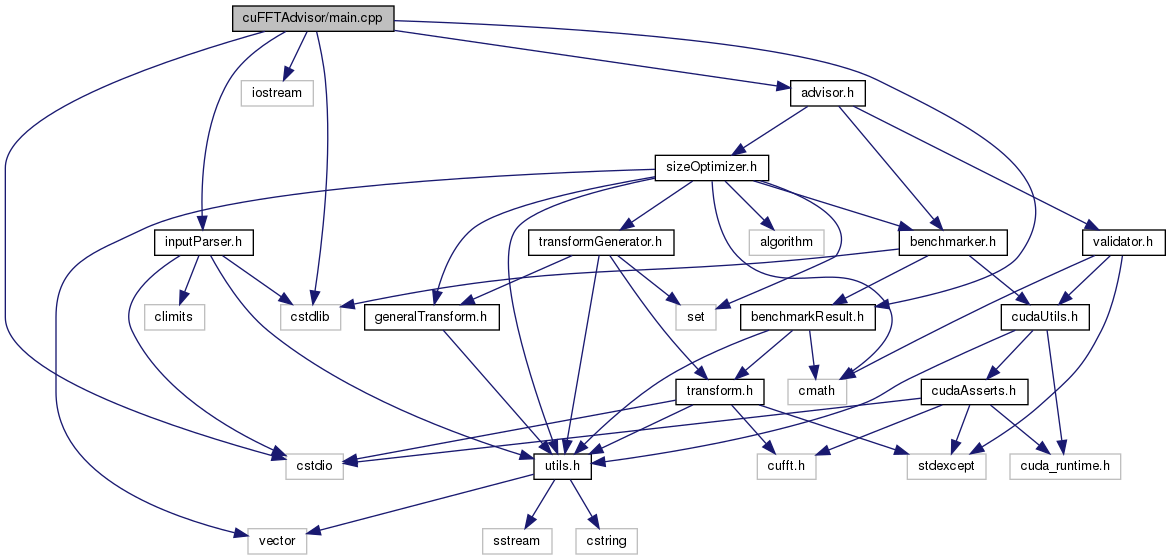 cuFFTAdvisor/main.cpp
iostream
advisor.h
sizeOptimizer.h
inputParser.h
transformGenerator.h
algorithm
benchmarker.h
validator.h
climits
cstdlib
generalTransform.h
set
benchmarkResult.h
cudaUtils.h
transform.h
cmath
cudaAsserts.h
cstdio
utils.h
cufft.h
stdexcept
cuda_runtime.h
vector
sstream
cstring